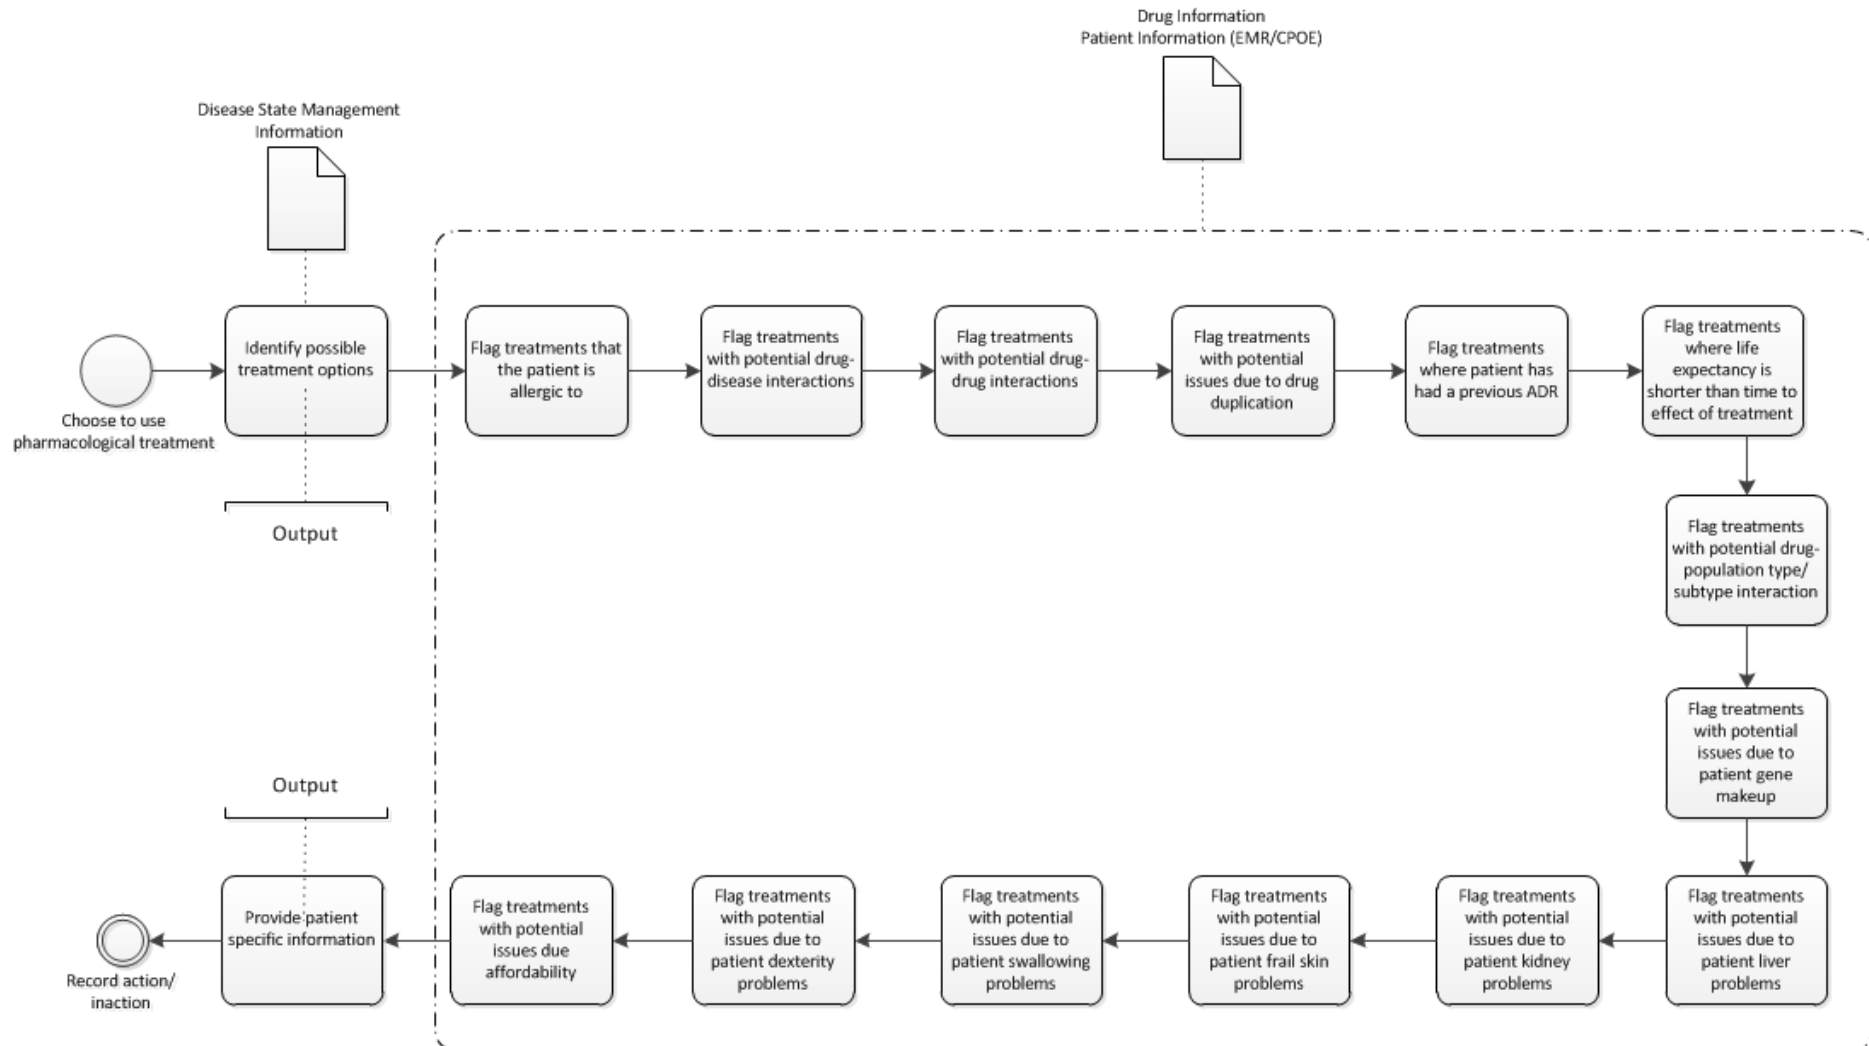 Drug Information
Patient Information (EMR/CPOE)
Disease State Management
Information
Choose to use
pharmacological treatment
Identify possible
treatment options
Output
Flag treatments that
the patient is
allergic to
Flag treatments
with potential drug-
disease interactions
Flag treatments
with potential drug-
drug interactions
Flag treatments
with potential
issues due to drug
duplication
Flag treatments
where patient has
had a previous ADR
Flag treatments
where life
expectancy is
shorter than time to
effect of treatment
Flag treatments
with potential drug-
population type/
subtype interaction
Flag treatments
with potential
issues due to
patient gene
makeup
Flag treatments
with potential
issues due to
patient liver
problems
Flag treatments
with potential
issues due to
patient kidney
problems
Flag treatments
with potential
issues due to
patient frail skin
problems
Flag treatments
with potential
issues due to
patient swallowing
problems
Flag treatments
with potential
issues due to
patient dexterity
problems
Flag treatments
with potential
issues due
affordability
Output
Provide patient
specific information
Record action/
inaction